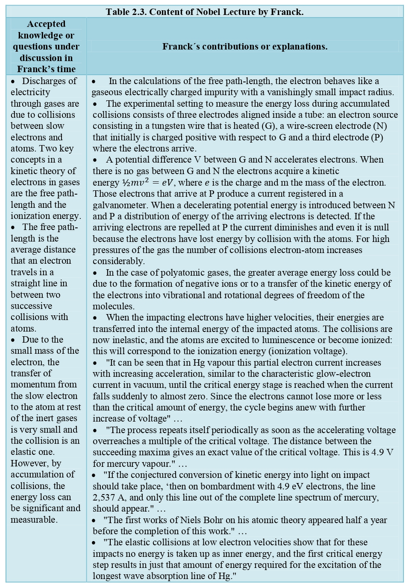 Table 2.3. Content of Nobel Lecture by Franck.
Accepted
knowledge or
questions under
discussion in
Franck's time
Franck´s contributions or explanations.
• Discharges of
electricity
through gases are
due to collisions
between slow
electrons and
atoms. Two key
concepts in a
kinetic theory of
electrons in gases
are the free path-
length and the
ionization energy.
• The free path-
length is the
average distance
that an electron
travels in a
straight line in
between two
successive
collisions with
atoms.
• Due to the
small mass of the
electron, the
transfer of
momentum from
the slow electron
to the atom at rest
of the inert gases
is very small and
the collision is an
elastic one.
However, by
accumulation of
collisions, the
energy loss can
be significant and
measurable.
• In the calculations of the free path-length, the electron behaves like a
gaseous electrically charged impurity with a vanishingly small impact radius.
• The experimental setting to measure the energy loss during accumulated
collisions consists of three electrodes aligned inside a tube: an electron source
consisting in a tungsten wire that is heated (G), a wire-screen electrode (N)
that initially is charged positive with respect to G and a third electrode (P)
where the electrons arrive.
• A potential difference V between G and N accelerates electrons. When
there is no gas between G and N the electrons acquire a kinetic
energy ½mv² = eV, where e is the charge and m the mass of the electron.
Those electrons that arrive at P produce a current registered in a
galvanometer. When a decelerating potential energy is introduced between N
and P a distribution of energy of the arriving electrons is detected. If the
arriving electrons are repelled at P the current diminishes and even it is null
because the electrons have lost energy by collision with the atoms. For high
pressures of the gas the number of collisions electron-atom increases
considerably.
• In the case of polyatomic gases, the greater average energy loss could be
due to the formation of negative ions or to a transfer of the kinetic energy of
the electrons into vibrational and rotational degrees of freedom of the
molecules.
• When the impacting electrons have higher velocities, their energies are
transferred into the internal energy of the impacted atoms. The collisions are
now inelastic, and the atoms are excited to luminescence or become ionized:
this will correspond to the ionization energy (ionization voltage).
• "It can be seen that in Hg vapour this partial electron current increases
with increasing acceleration, similar to the characteristic glow-electron
current in vacuum, until the critical energy stage is reached when the current
falls suddenly to almost zero. Since the electrons cannot lose more or less
than the critical amount of energy, the cycle begins anew with further
increase of voltage" …
• "The process repeats itself periodically as soon as the accelerating voltage
overreaches a multiple of the critical voltage. The distance between the
succeeding maxima gives an exact value of the critical voltage. This is 4.9 V
for mercury vapour." …
• "If the conjectured conversion of kinetic energy into light on impact
should take place, 'then on bombardment with 4.9 eV electrons, the line
2,537 A, and only this line out of the complete line spectrum of mercury,
should appear." …
• "The first works of Niels Bohr on his atomic theory appeared half a year
before the completion of this work." …
• "The elastic collisions at low electron velocities show that for these
impacts no energy is taken up as inner energy, and the first critical energy
step results in just that amount of energy required for the excitation of the
longest wave absorption line of Hg."